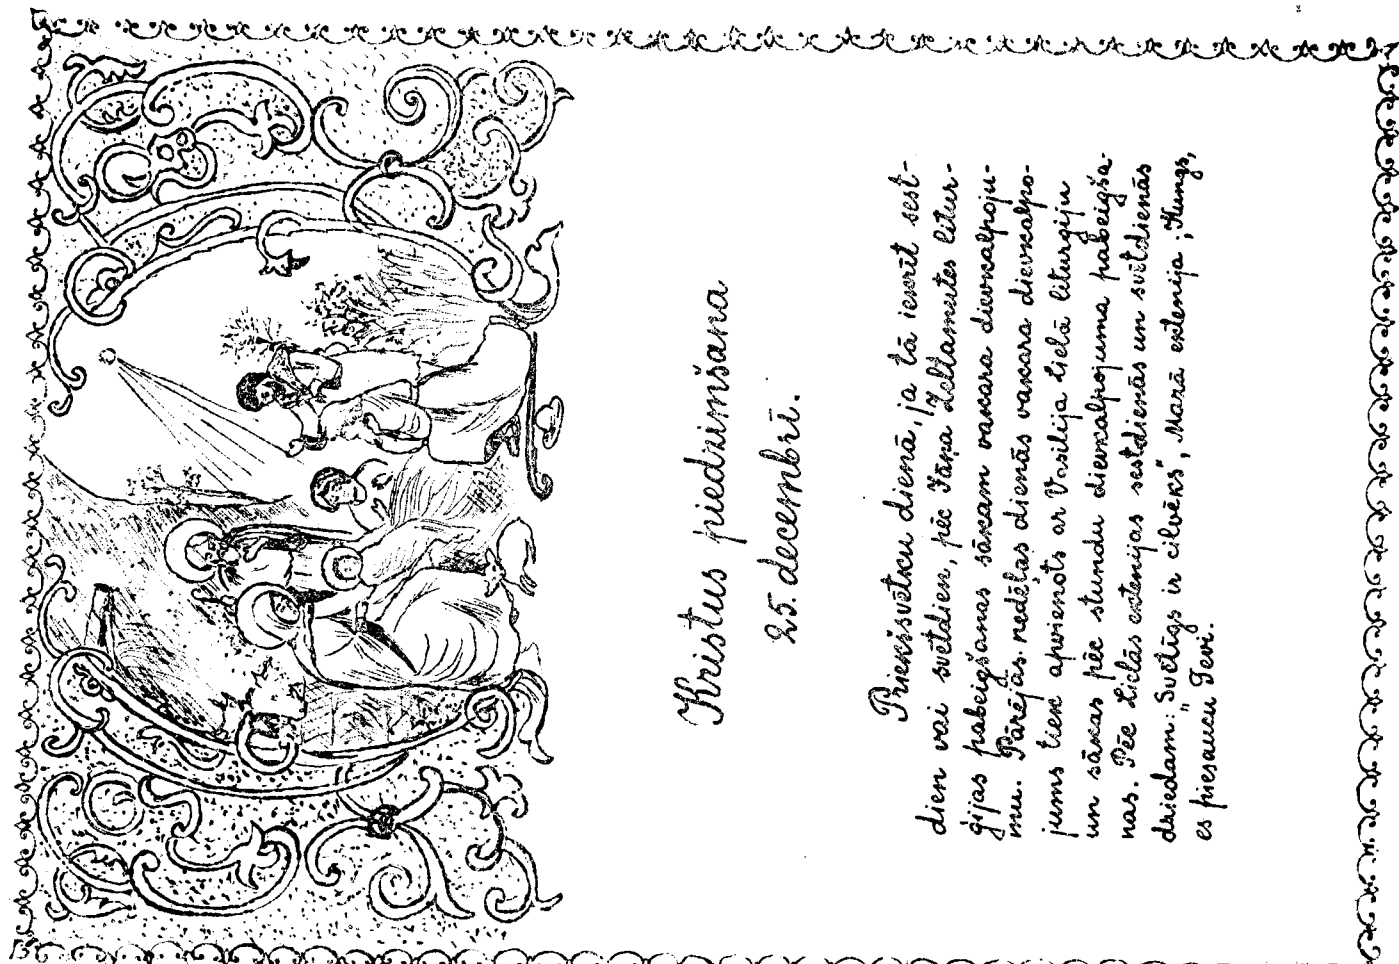 Kristus piedzimšana
25. decembrī.
Priekšsvētku dienā, ja tā iekrīt sest-
dien vai svētdien, pēc Jāņa Zeltamutes litur-
ģijas pabeigšanas sākam vakara dievkalpoju-
mu. Pārējās nedēļas dienās vakara dievkalpo-
jums tiek apvienots ar Vasilija Lielā liturģiju
un sākas pēc stundu dievkalpojuma pabeigša-
nas. Pēc Lielās ektenijas sestdienās un svētdienās
dziedam: „Svētīgs ir cilvēks", Mazā ektenija; „Kungs,
es piesaucu Tevi.